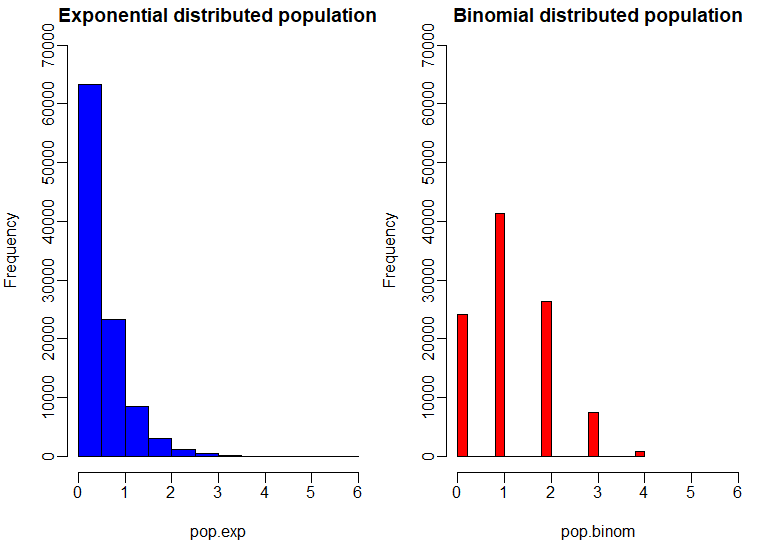 Exponential distributed population
Frequency
70000
60000
50000
40000
30000
20000
10000
0
0 1 2 3 4 5 6
pop.exp
Binomial distributed population
Frequency
70000
60000
50000
40000
30000
20000
10000
0
0 1 2 3 4 5 6
pop.binom